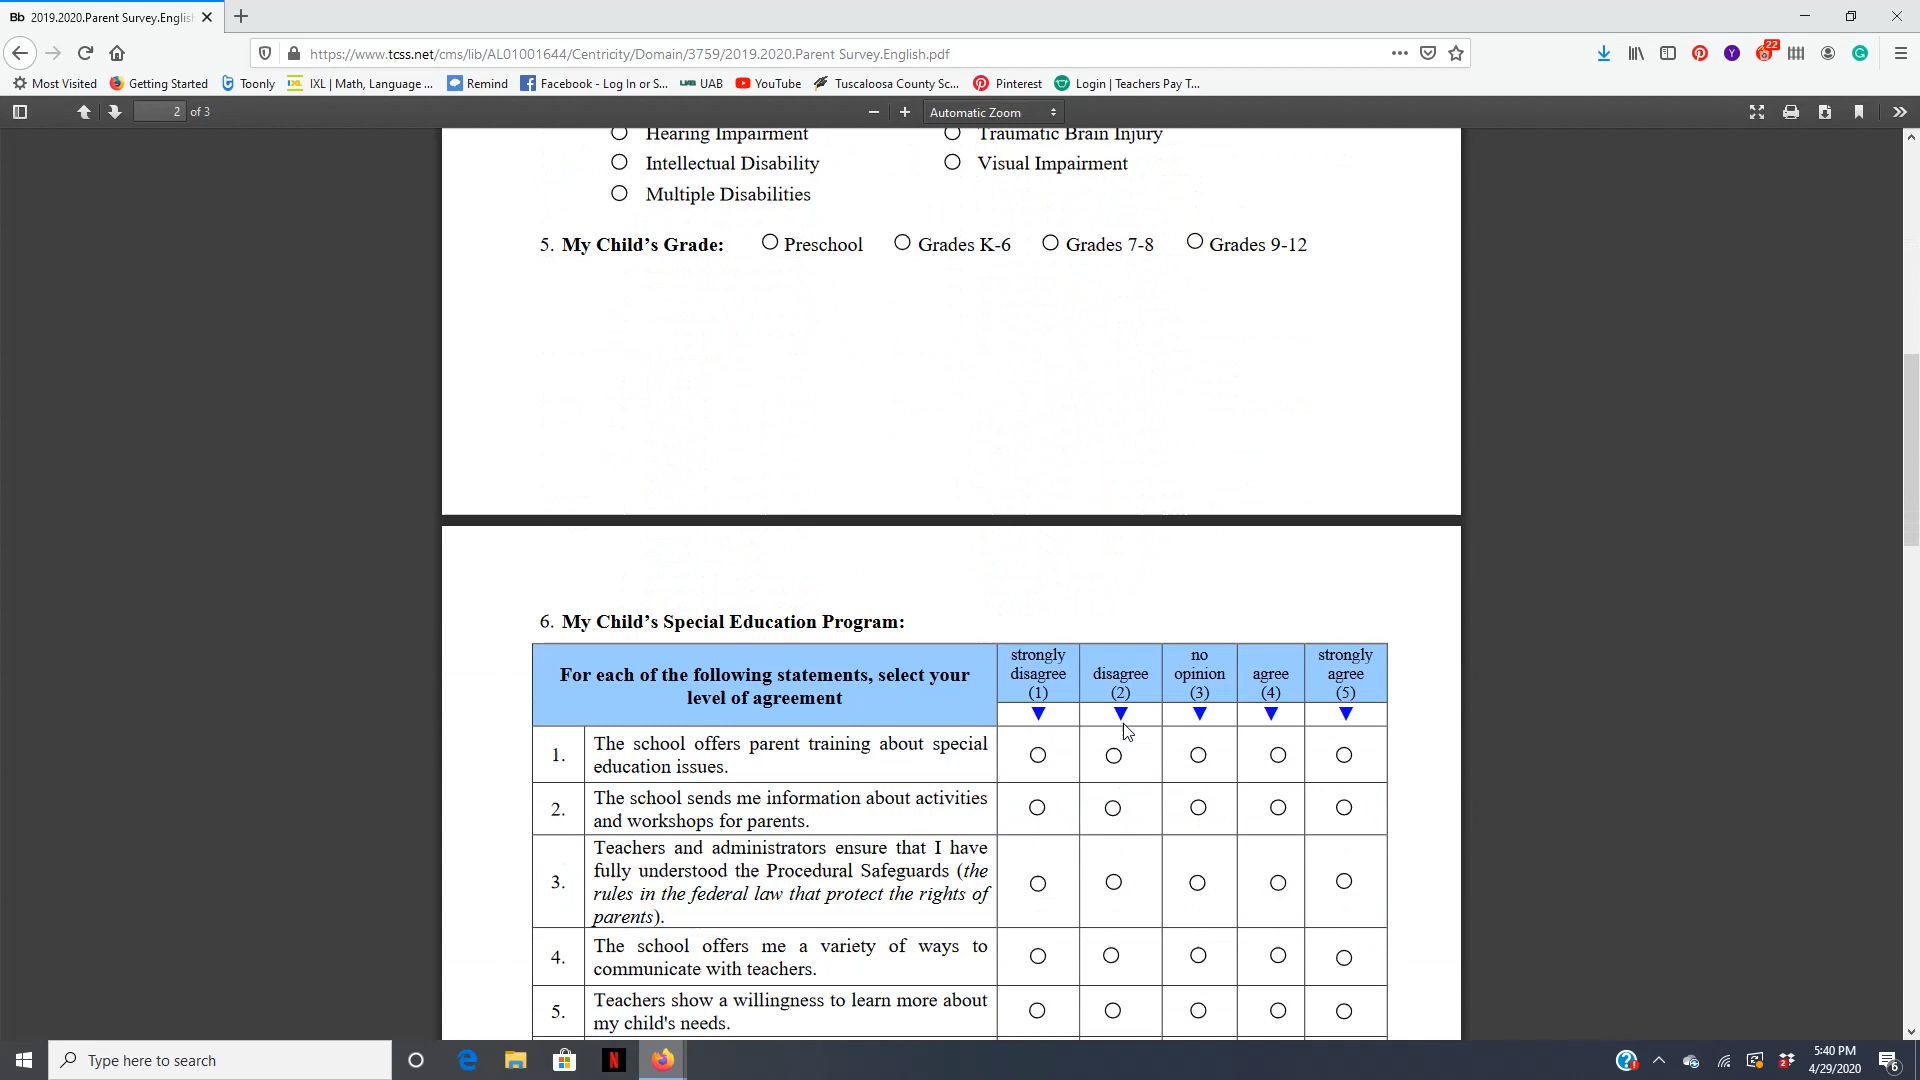 Bb 2019.2020.Parent Survey.Englis
https://www.tcss.net/cms/lib/AL01001644/Centricity/Domain/3759/2019.2020.Parent Survey.English.pdf
22
Most Visited Getting Started Toonly IXL | Math, Language ... Remind Facebook - Log In or S... UAB YouTube Tuscaloosa County Sc... Pinterest Login | Teachers Pay T...
2 of 3 Automatic Zoom
Hearing Impairment Traumatic Brain Injury
Intellectual Disability Visual Impairment
Multiple Disabilities
5. My Child's Grade: Preschool Grades K-6 Grades 7-8 Grades 9-12
6. My Child's Special Education Program:
For each of the following statements, select your
level of agreement
strongly
disagree
(1)
disagree
(2)
no
opinion
(3)
agree
(4)
strongly
agree
(5)
1. The school offers parent training about special
education issues.
2. The school sends me information about activities
and workshops for parents.
3. Teachers and administrators ensure that I have
fully understood the Procedural Safeguards (the
rules in the federal law that protect the rights of
parents).
4. The school offers me a variety of ways to
communicate with teachers.
5. Teachers show a willingness to learn more about
my child's needs.
Type here to search
5:40 PM
4/29/2020
6